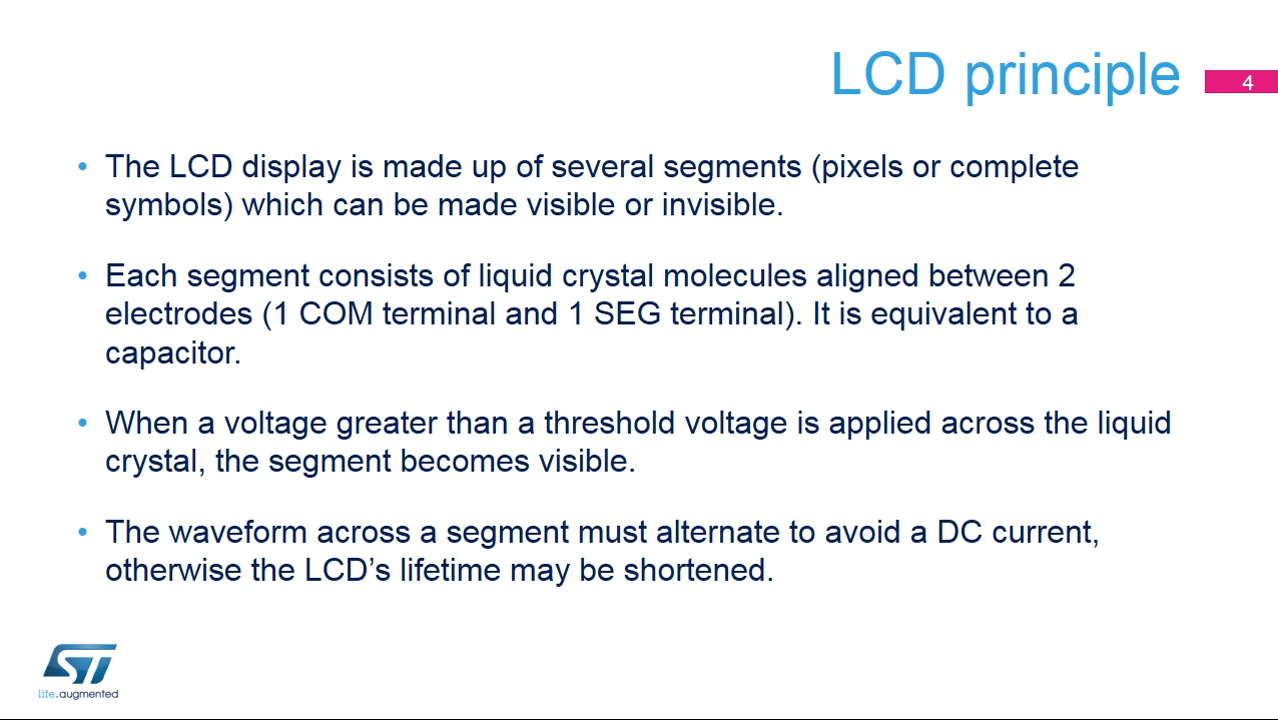 LCD principle
4
• The LCD display is made up of several segments (pixels or complete
symbols) which can be made visible or invisible.
• Each segment consists of liquid crystal molecules aligned between 2
electrodes (1 COM terminal and 1 SEG terminal). It is equivalent to a
capacitor.
• When a voltage greater than a threshold voltage is applied across the liquid
crystal, the segment becomes visible.
• The waveform across a segment must alternate to avoid a DC current,
otherwise the LCD’s lifetime may be shortened.
ST
life.augmented